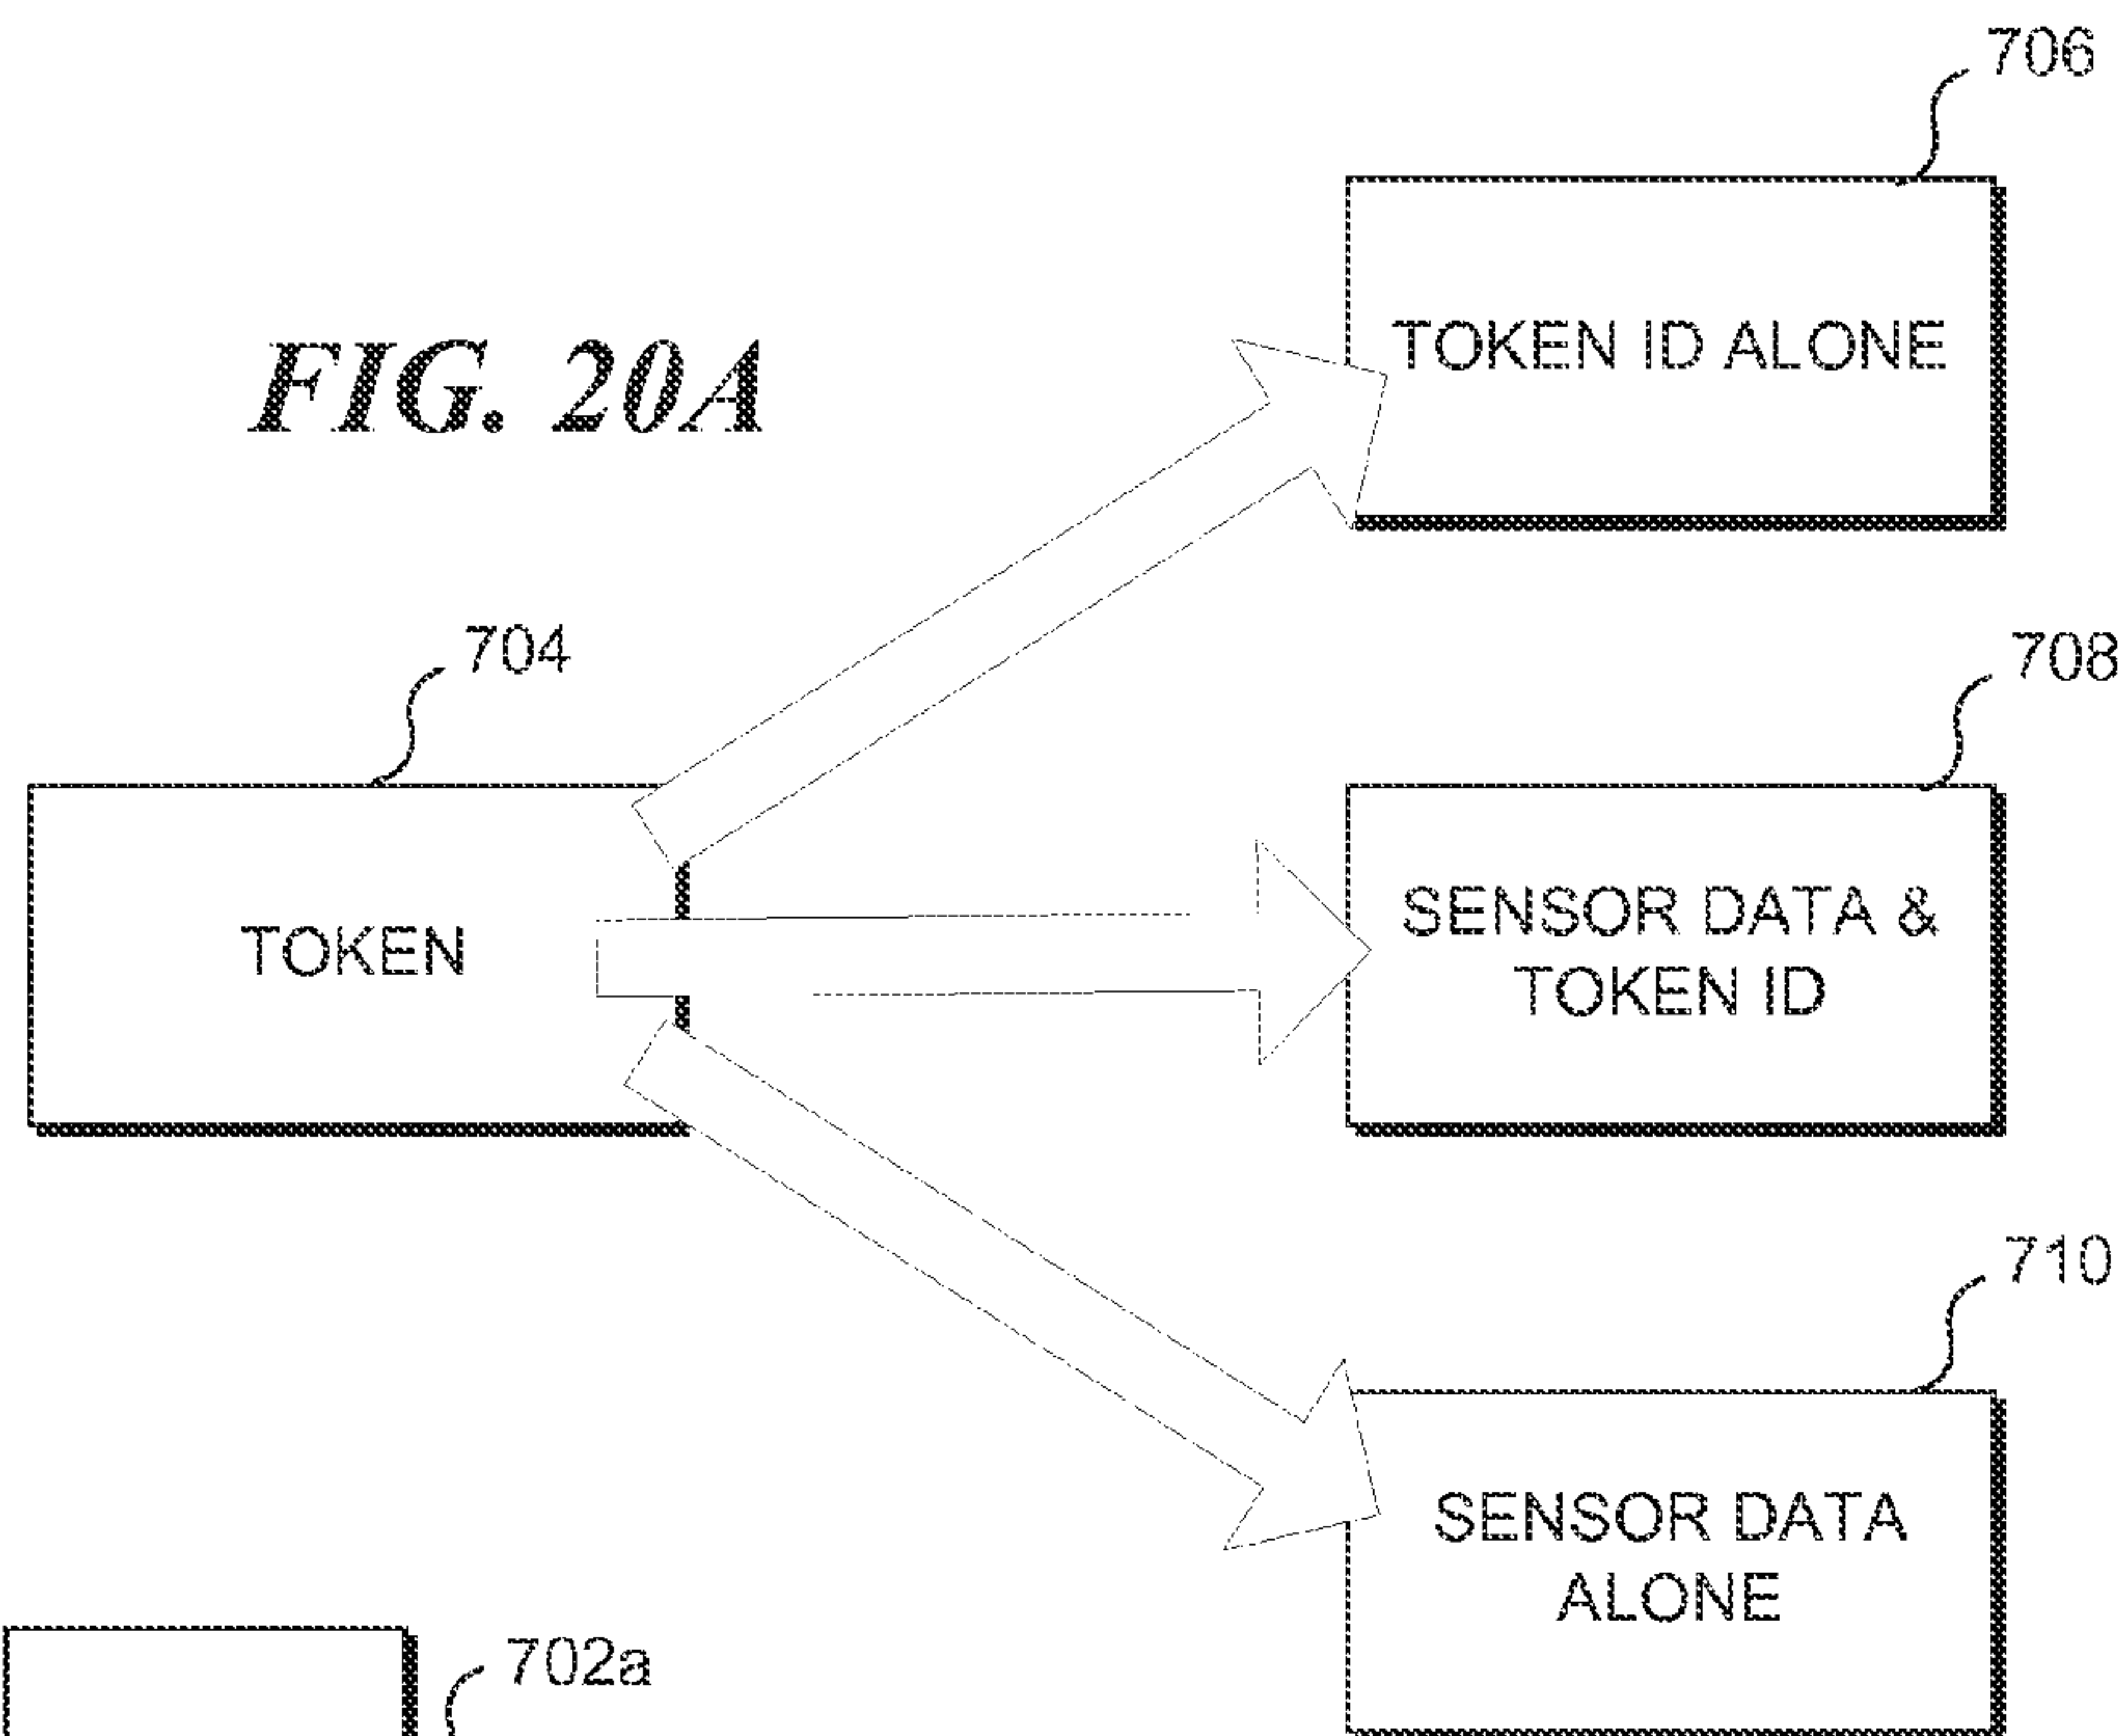 706
TOKEN ID ALONE
FIG. 20A
704
708
TOKEN
SENSOR DATA &
TOKEN ID
710
SENSOR DATA
ALONE
702a